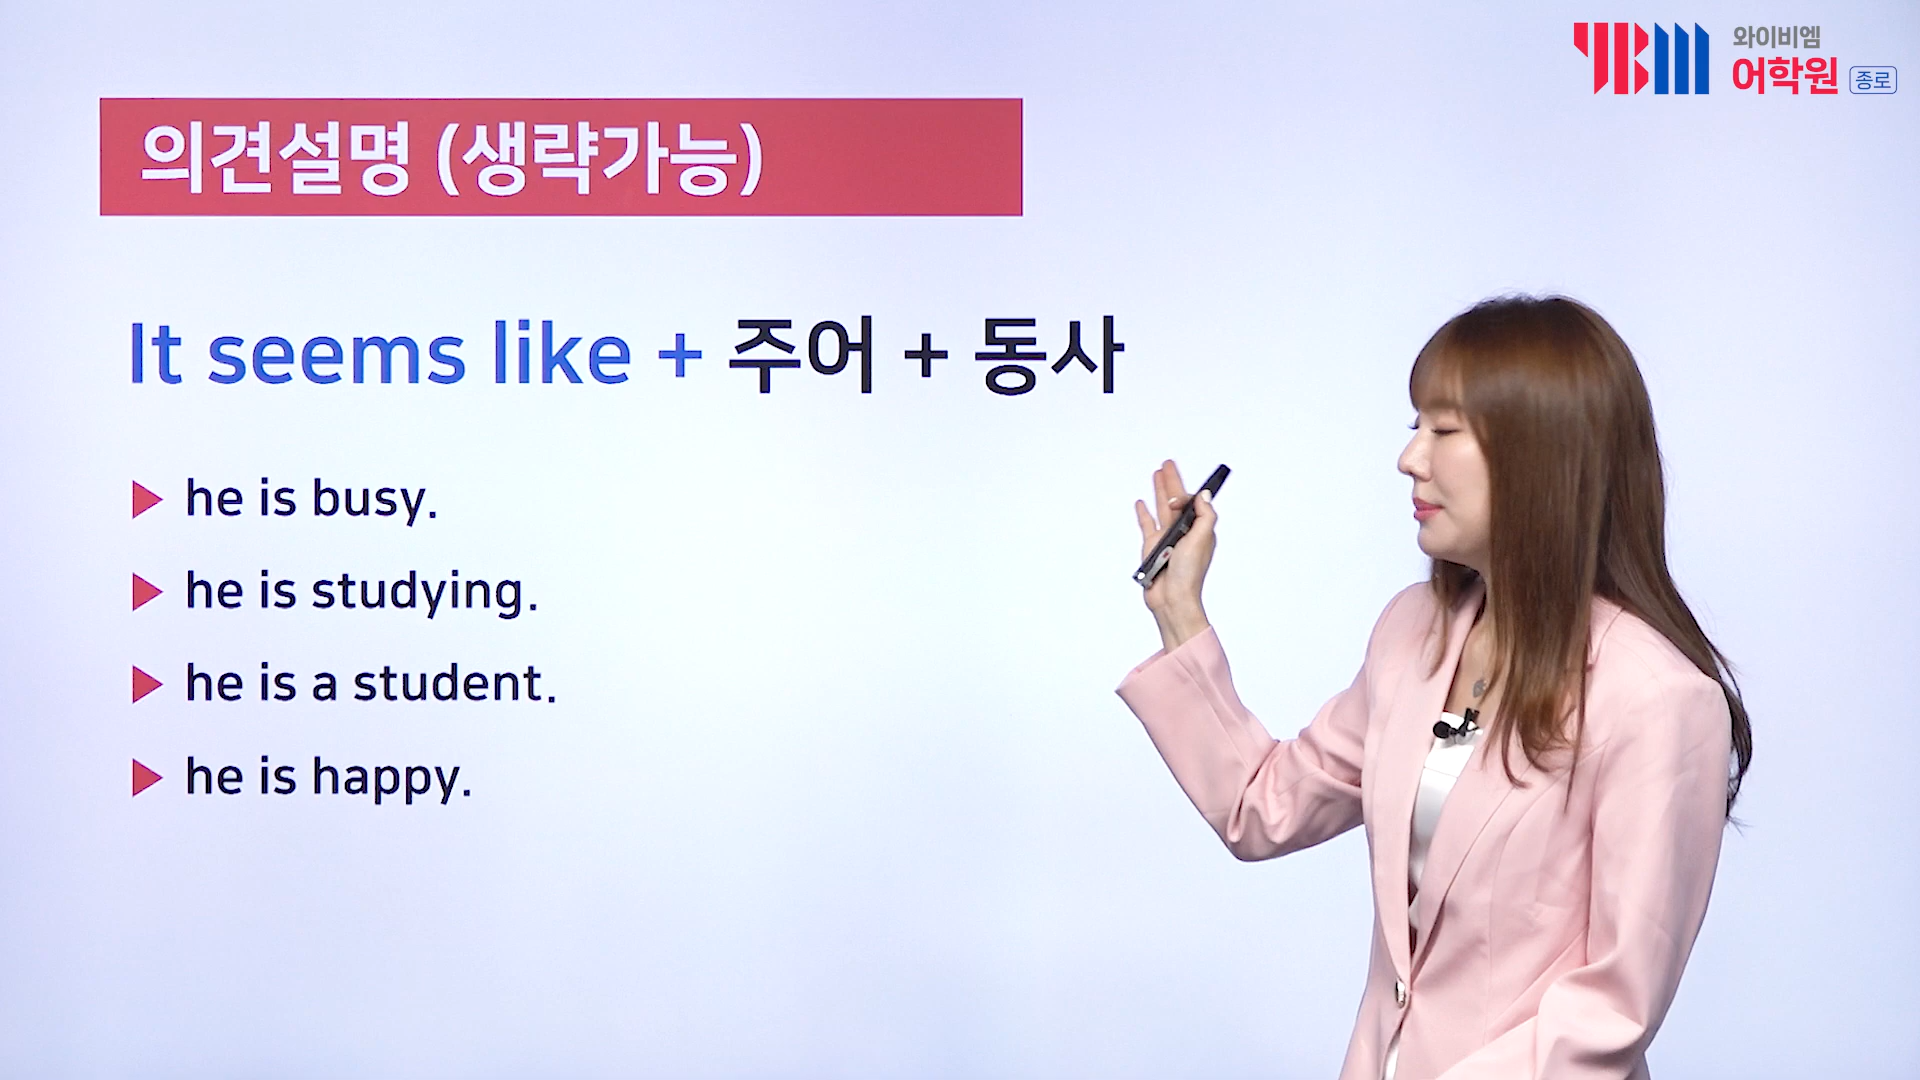 YBM 와이비엠
어학원 종로
의견설명 (생략가능)
It seems like + 주어 + 동사
he is busy.
he is studying.
he is a student.
he is happy.